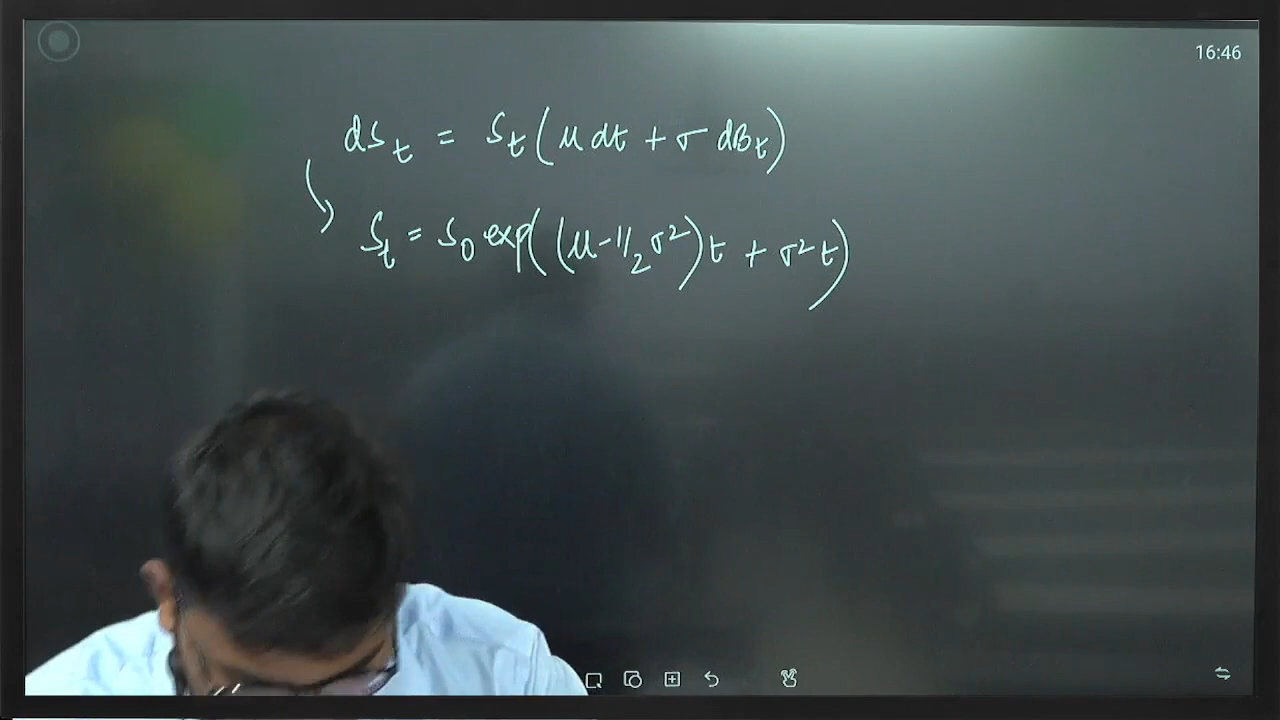 16:46
dS_t = S_t (μ dt + σ dB_t)
S_t = S_0 exp((μ - 1/2 σ²) t + σ² t)